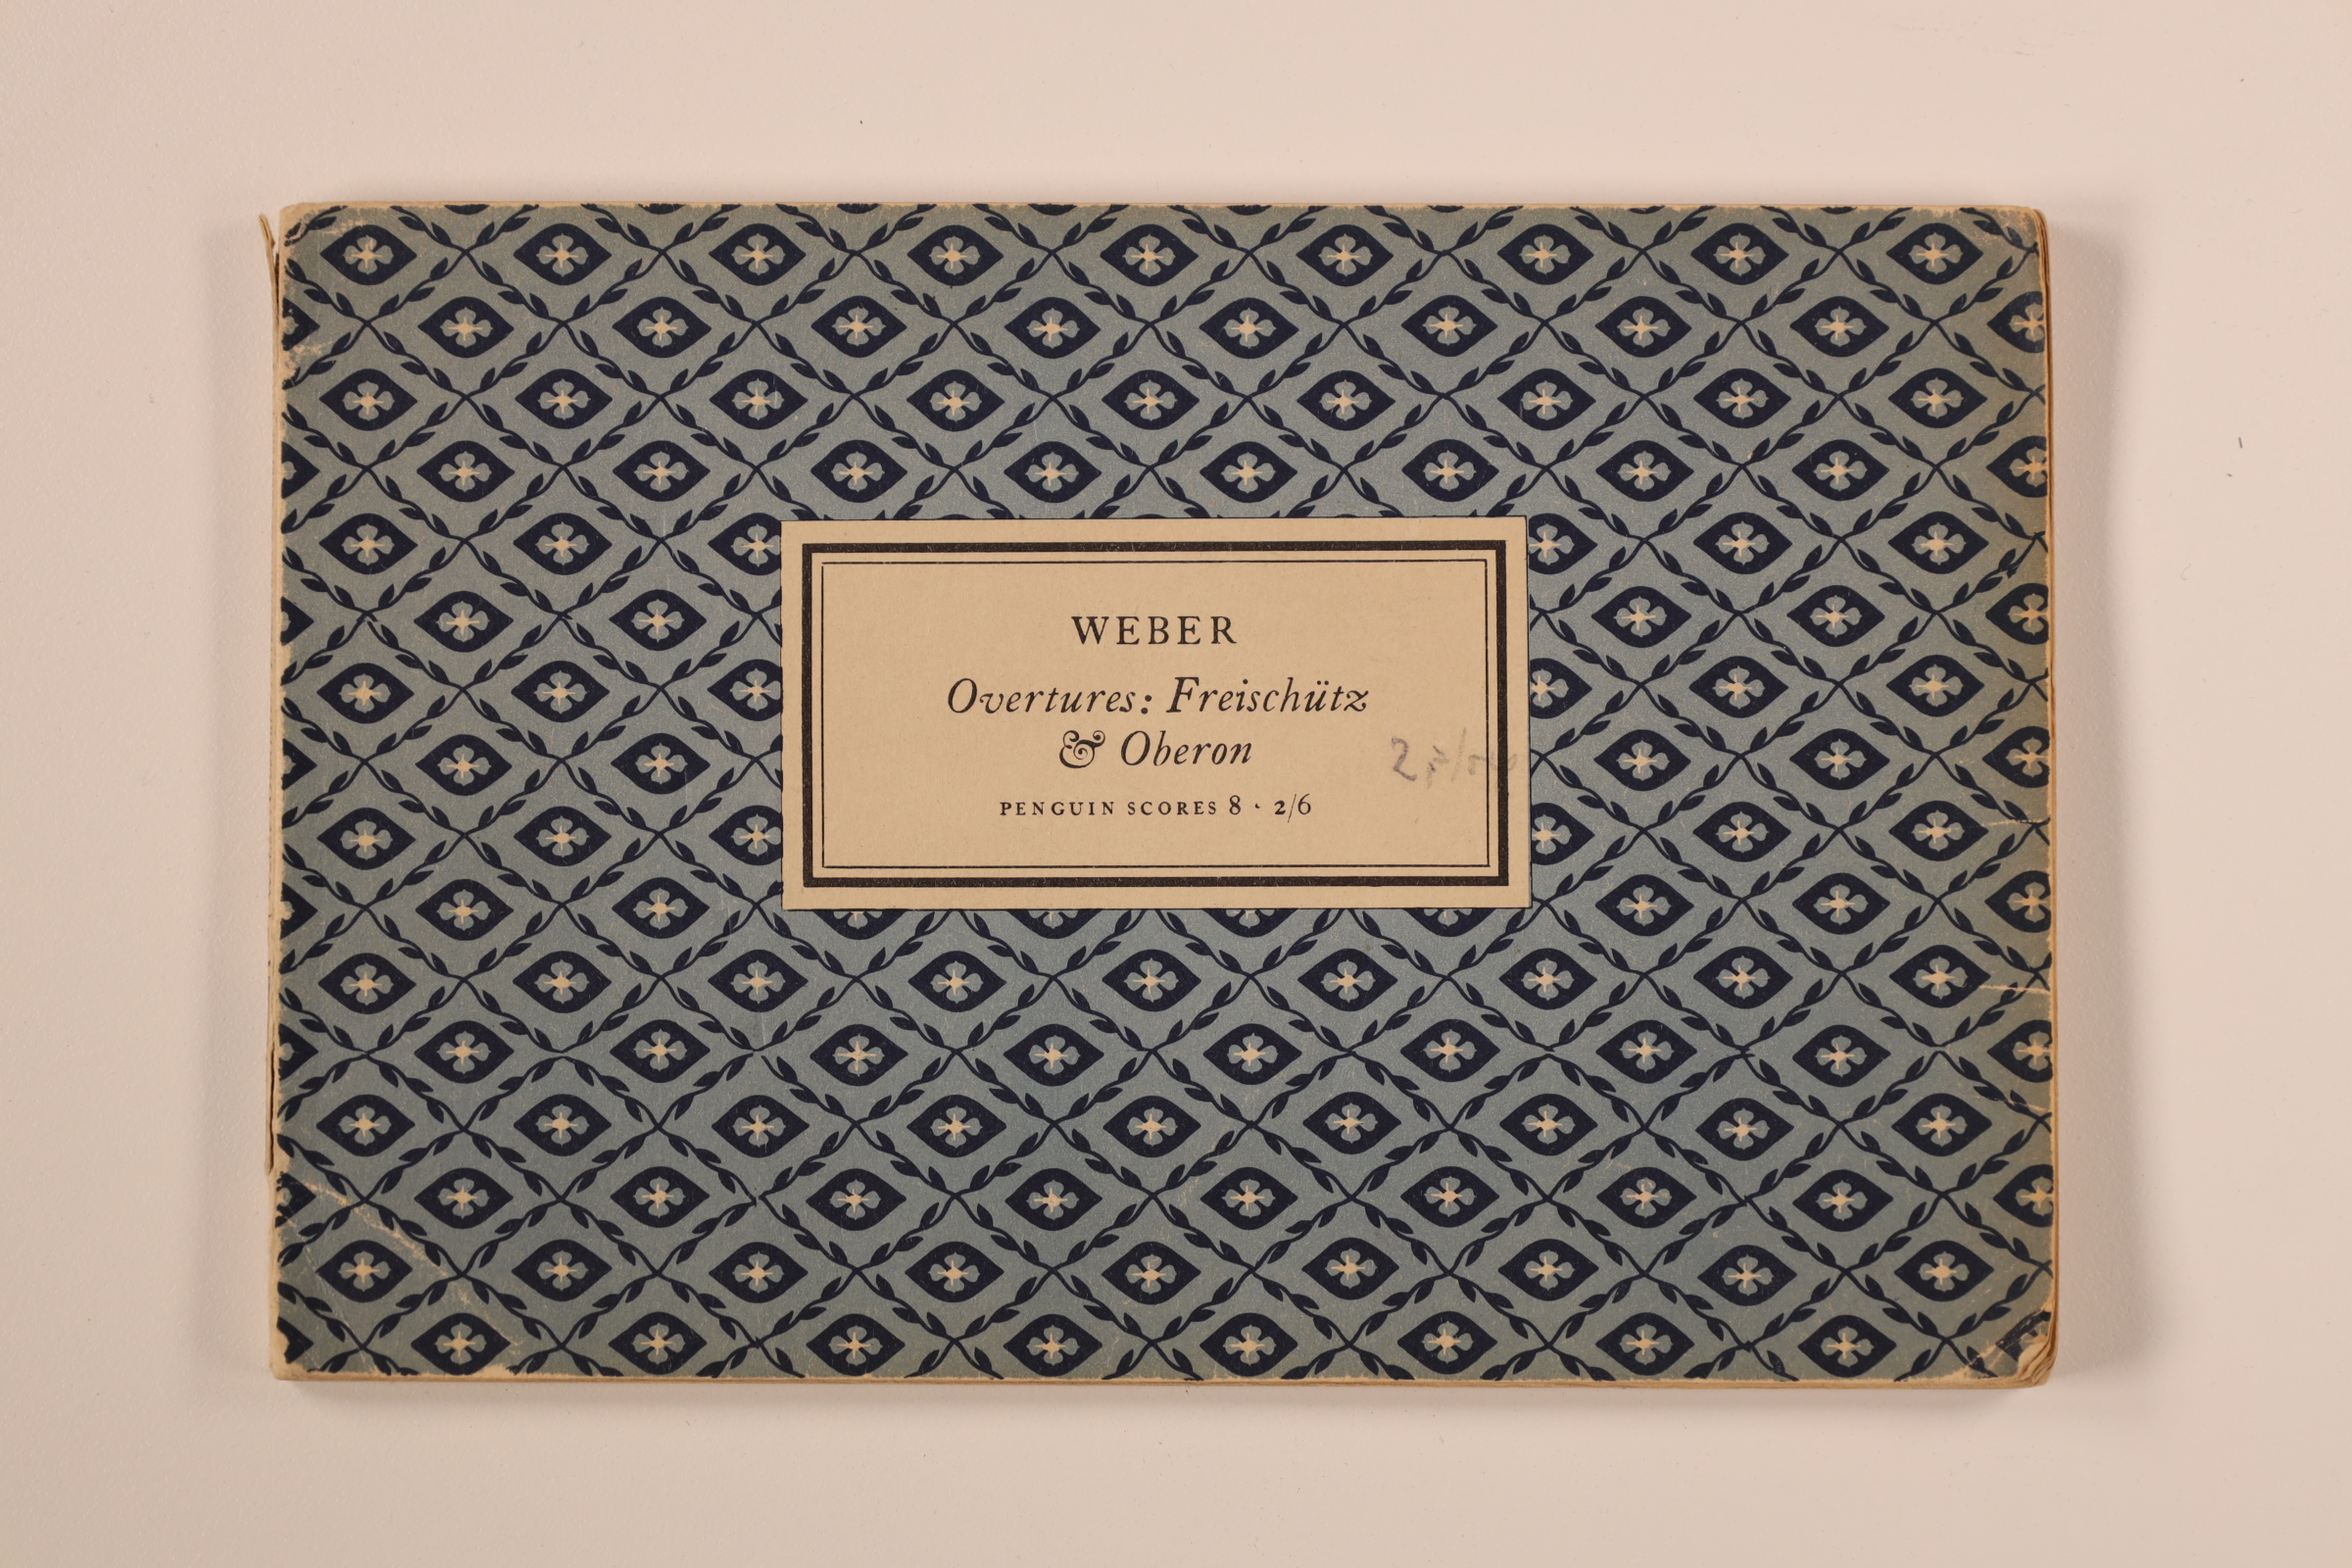 WEBER
Overtures: Freischütz
& Oberon
PENGUIN SCORES 8 · 2/6